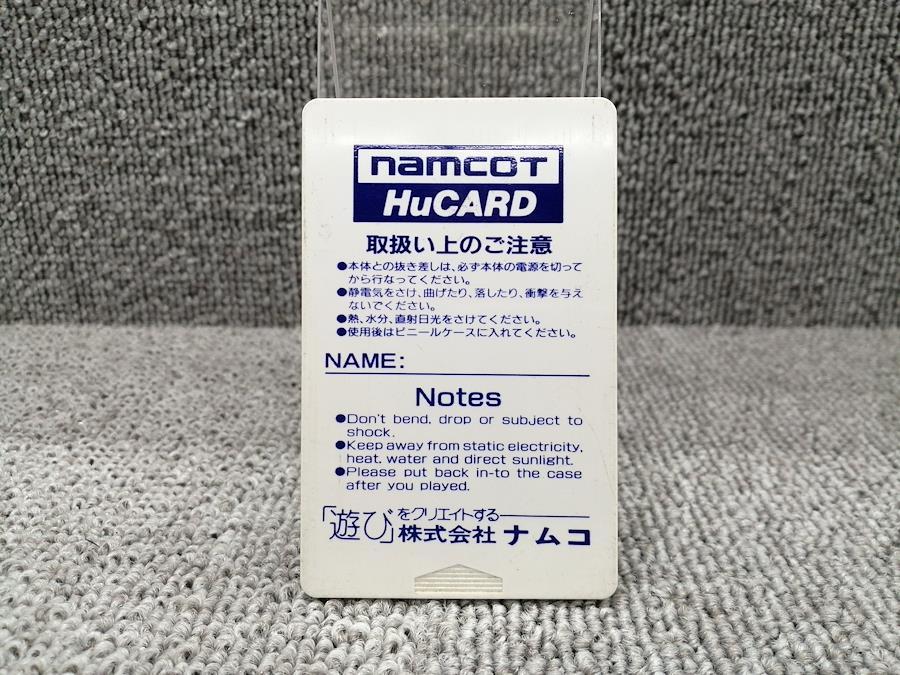 namcoT
HuCARD
取扱い上のご注意
●本体との抜き差しは、必ず本体の電源を切って
から行なってください。
●静電気をさけ、曲げたり、落したり、衝撃を与え
ないでください。
●熱、水分、直射日光をさけてください。
●使用後はビニールケースに入れてください。
NAME:
Notes
●Don't bend, drop or subject to
shock.
●Keep away from static electricity,
heat, water and direct sunlight.
●Please put back in-to the case
after you played.
「遊び」をクリエイトする
株式会社ナムコ